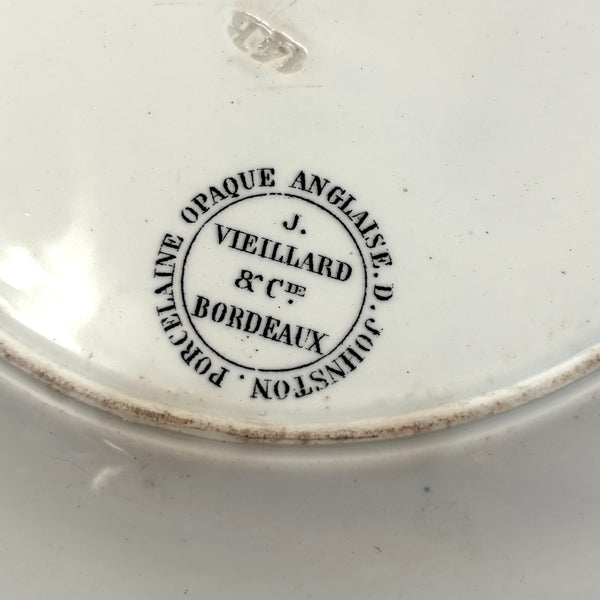 PORCELAINE OPAQUE ANGLAISE. D. JOHNSTON.
J.
VIEILLARD
& CIE.
BORDEAUX